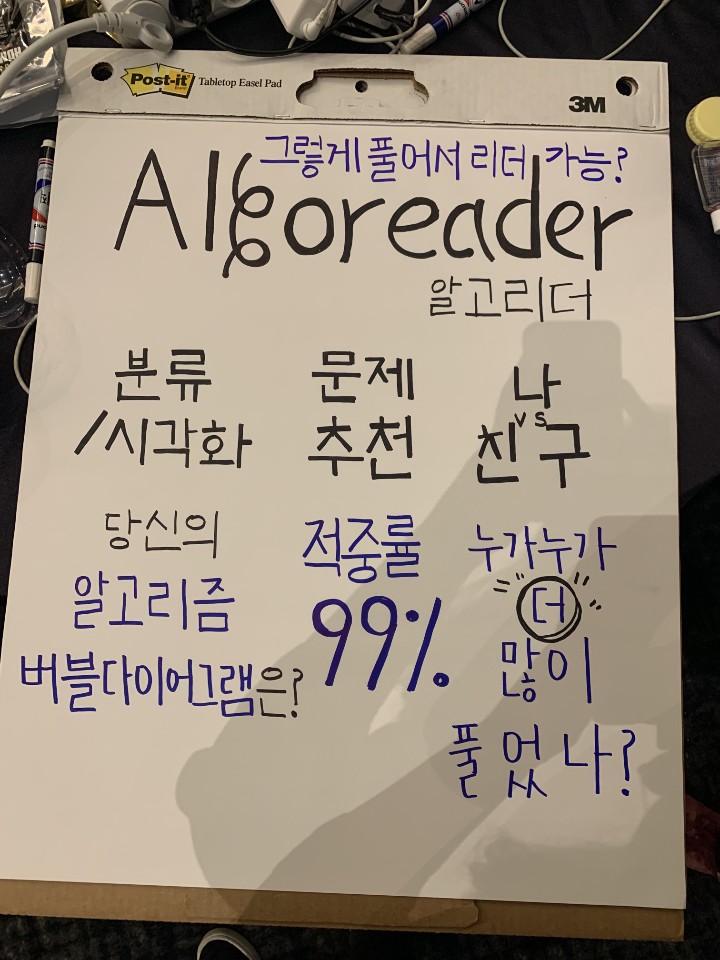 Post-it Tabletop Easel Pad
3M
그렇게 풀어서 리더 가능?
Algoreader
알고리더
분류
/시각화
당신의
알고리즘
버블다이어그램은?
문제
추천
적중률
99%
나
vs
친구
누가누가
더
많이
풀었나?